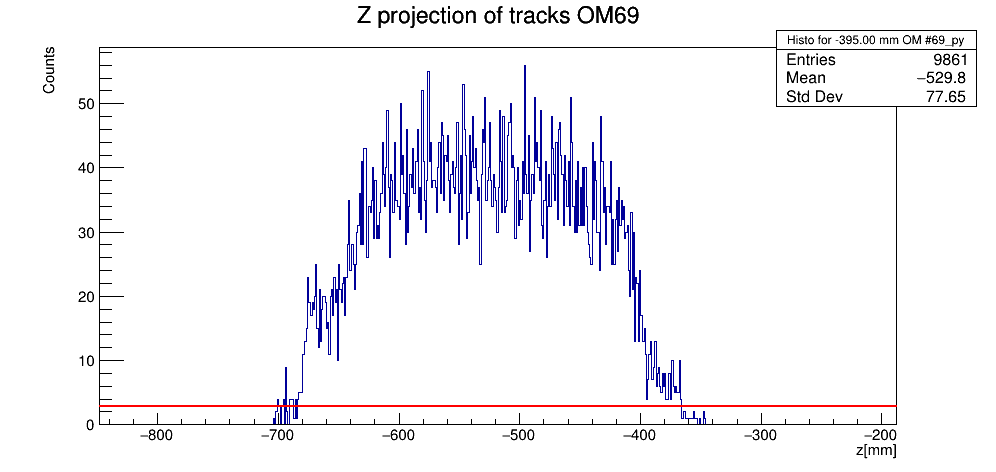 Z projection of tracks OM69
Histo for -395.00 mm OM #69_py
Entries 9861
Mean −529.8
Std Dev 77.65
Counts
50
40
30
20
10
0
−800 −700 −600 −500 −400 −300 −200
z[mm]